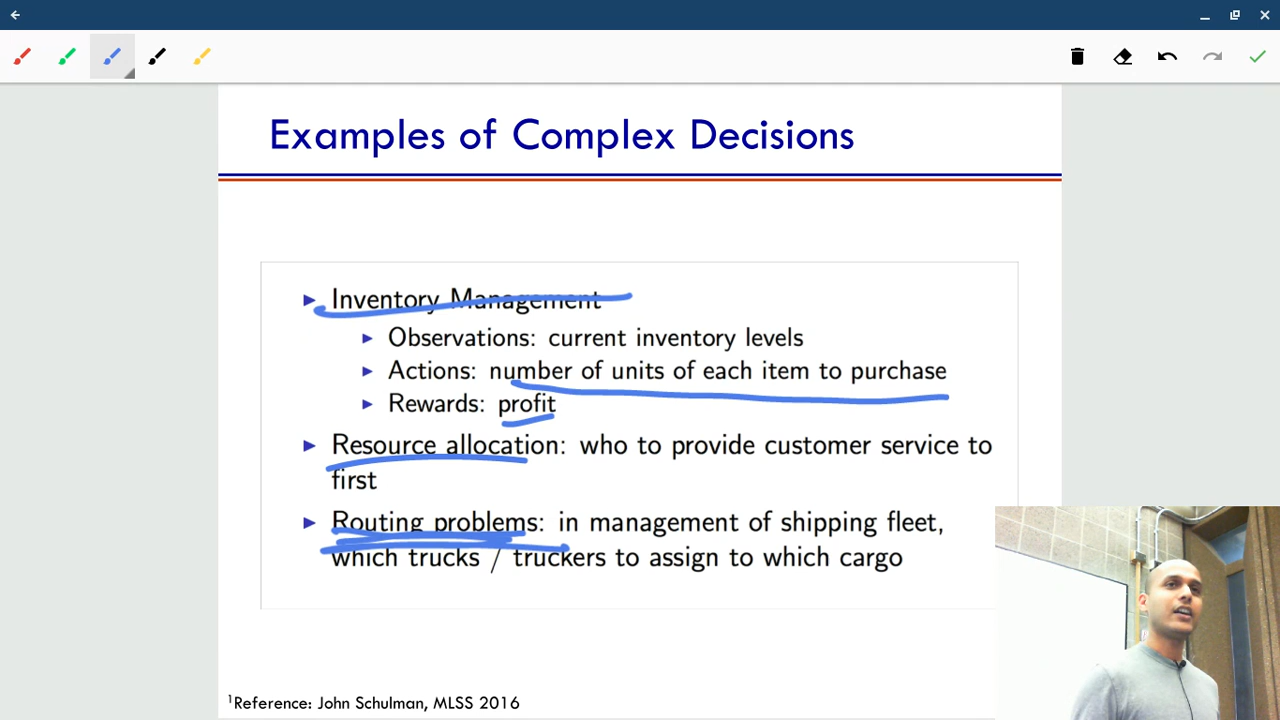 Examples of Complex Decisions
Inventory Management
Observations: current inventory levels
Actions: number of units of each item to purchase
Rewards: profit
Resource allocation: who to provide customer service to
first
Routing problems: in management of shipping fleet,
which trucks / truckers to assign to which cargo
1Reference: John Schulman, MLSS 2016